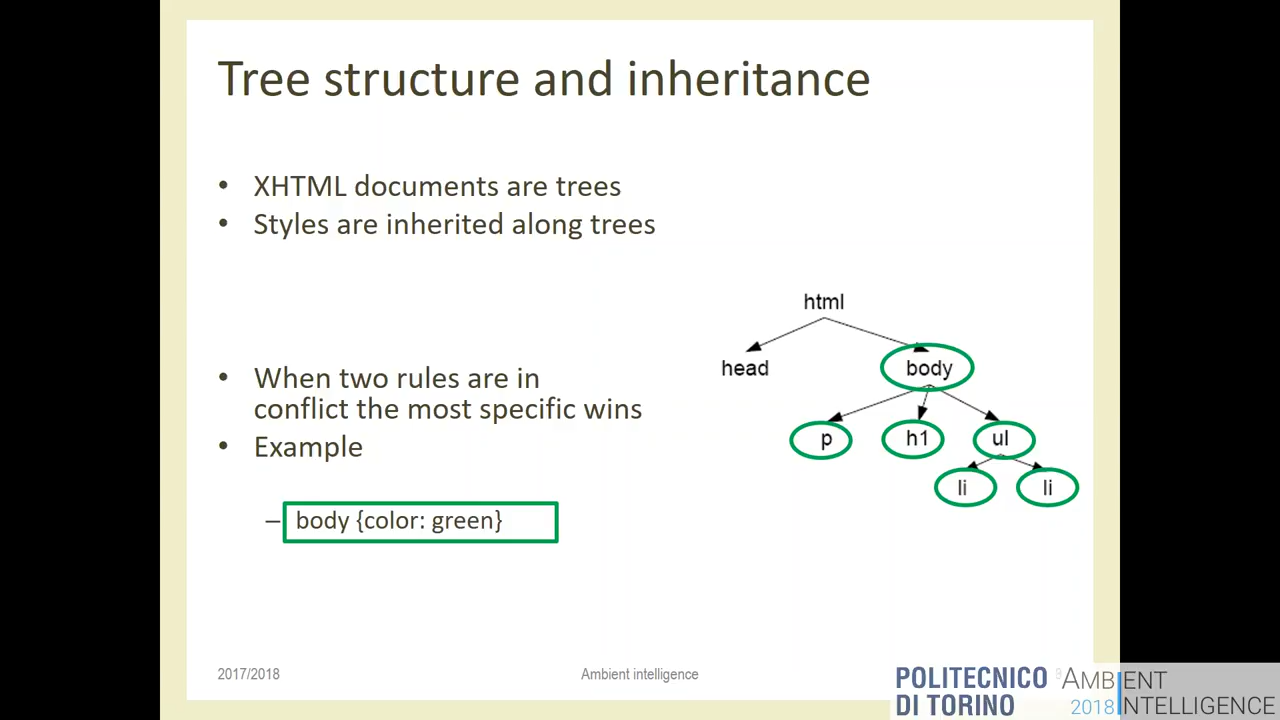 Tree structure and inheritance
• XHTML documents are trees
• Styles are inherited along trees
• When two rules are in
conflict the most specific wins
• Example
– body {color: green}
html
head body
p h1 ul
li li
2017/2018
Ambient intelligence
POLITECNICO
DI TORINO
AMBIENT
2018 INTELLIGENCE